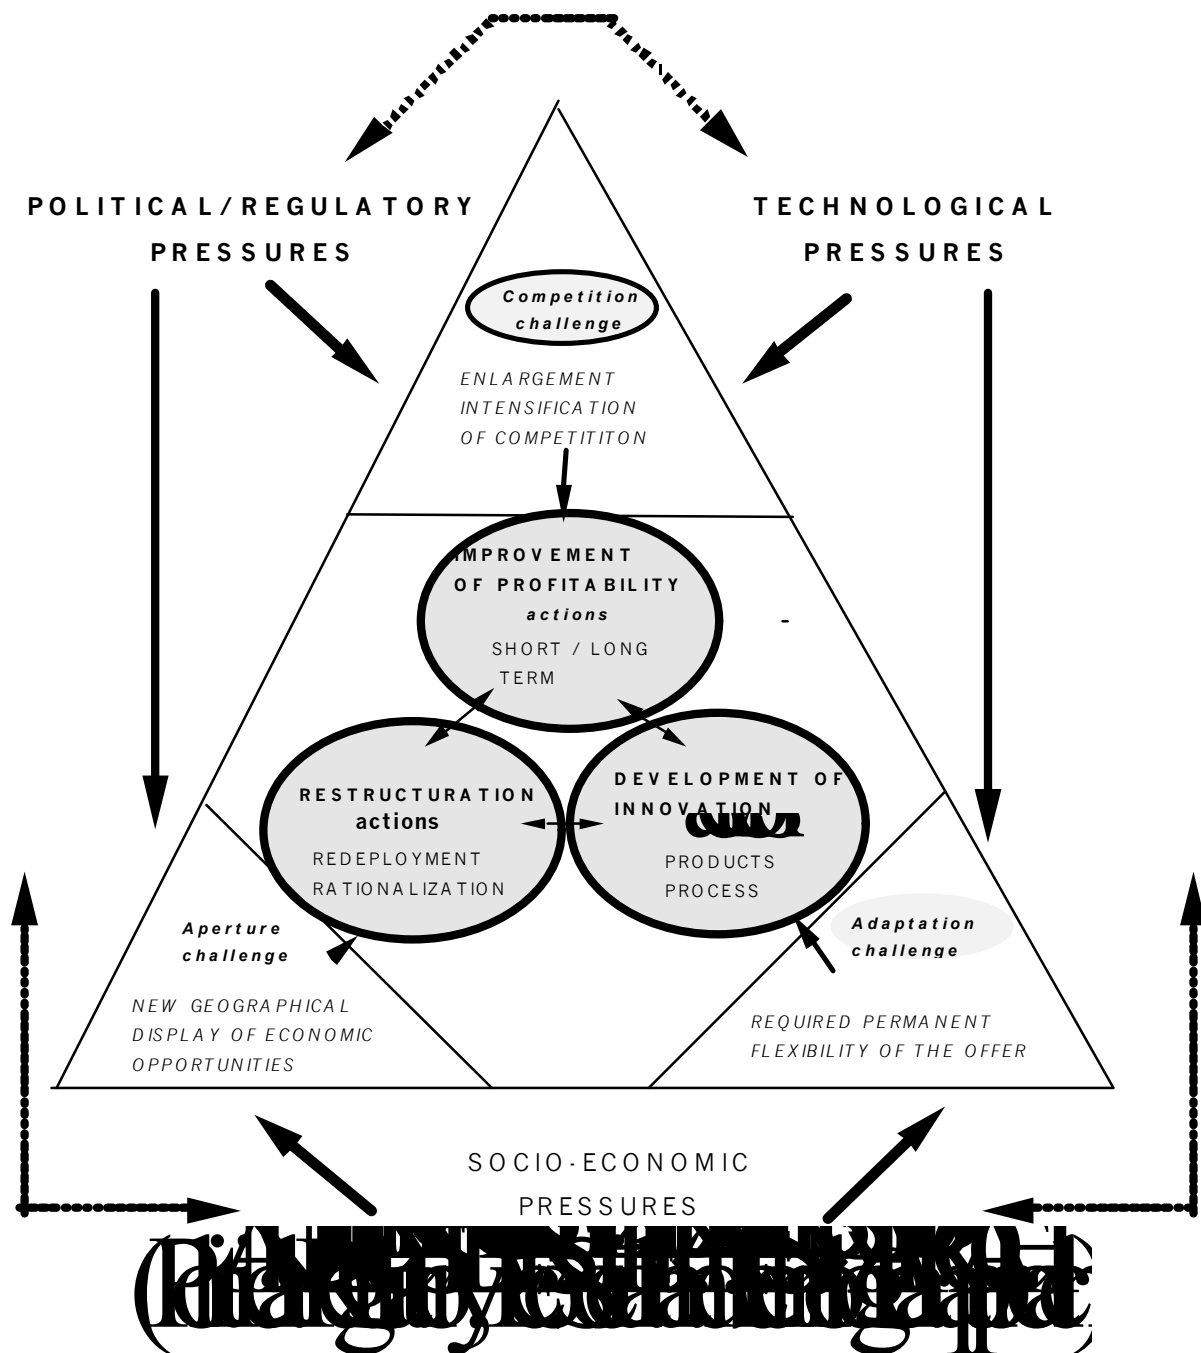 POLITICAL/REGULATORY
PRESSURES
TECHNOLOGICAL
PRESSURES
Competition
challenge
ENLARGEMENT
INTENSIFICATION
OF COMPETITITON
IMPROVEMENT
OF PROFITABILITY
actions
SHORT / LONG
TERM
RESTRUCTURATION
actions
REDEPLOYMENT
RATIONALIZATION
DEVELOPMENT OF
INNOVATION
PRODUCTS
PROCESS
Aperture
challenge
NEW GEOGRAPHICAL
DISPLAY OF ECONOMIC
OPPORTUNITIES
Adaptation
challenge
REQUIRED PERMANENT
FLEXIBILITY OF THE OFFER
SOCIO-ECONOMIC
PRESSURES